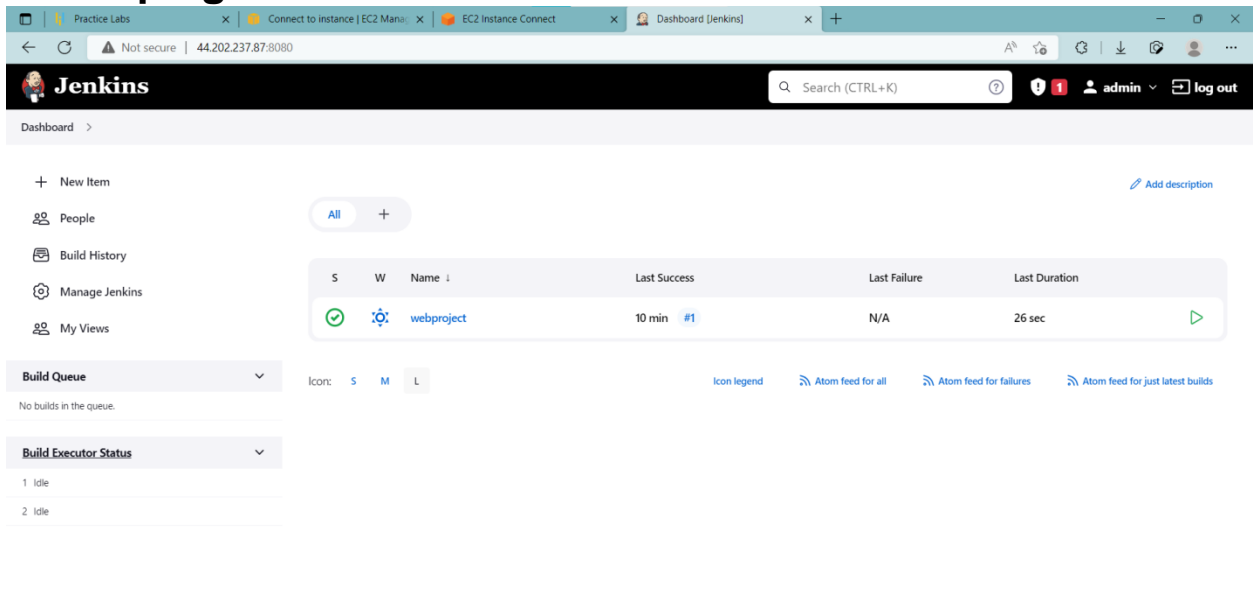 Practice Labs
Connect to instance | EC2 Manag
EC2 Instance Connect
Dashboard [Jenkins]
Not secure | 44.202.237.87:8080
Jenkins
Search (CTRL+K)
1
admin
log out
Dashboard
New Item
Add description
People
All +
Build History
S W Name ↓ Last Success Last Failure Last Duration
Manage Jenkins
webproject 10 min #1 N/A 26 sec
My Views
Build Queue
Icon: S M L
Icon legend
Atom feed for all
Atom feed for failures
Atom feed for just latest builds
No builds in the queue.
Build Executor Status
1 Idle
2 Idle